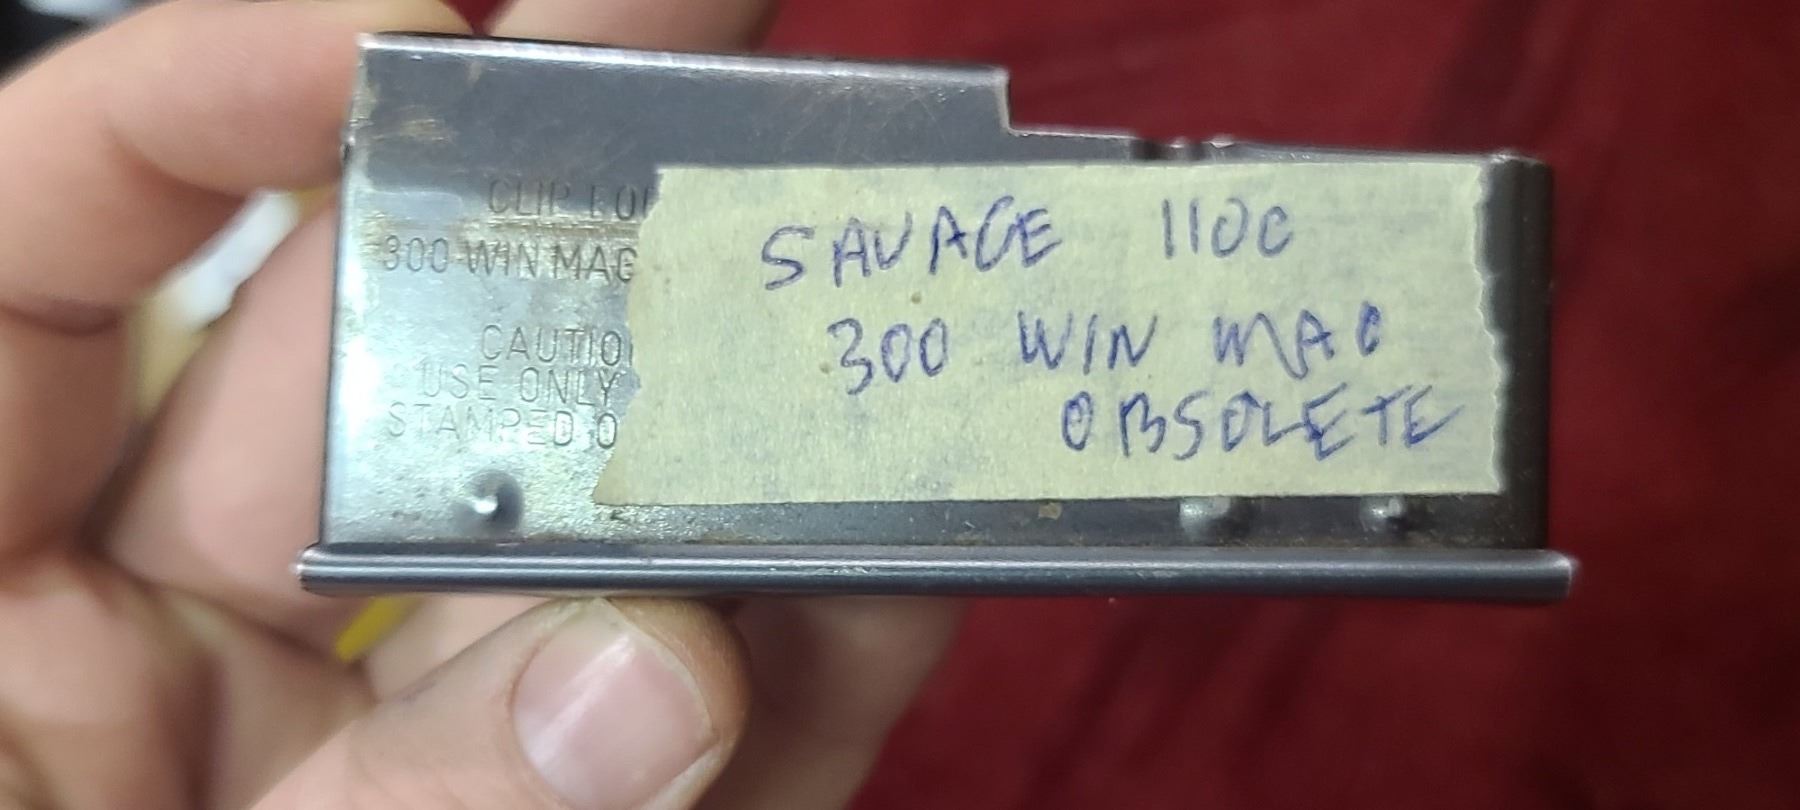 CLIP FO
300 WIN MAG
CAUTIO
USE ONLY
STAMPED O
SAVAGE 110C
300 WIN MAG
OBSOLETE